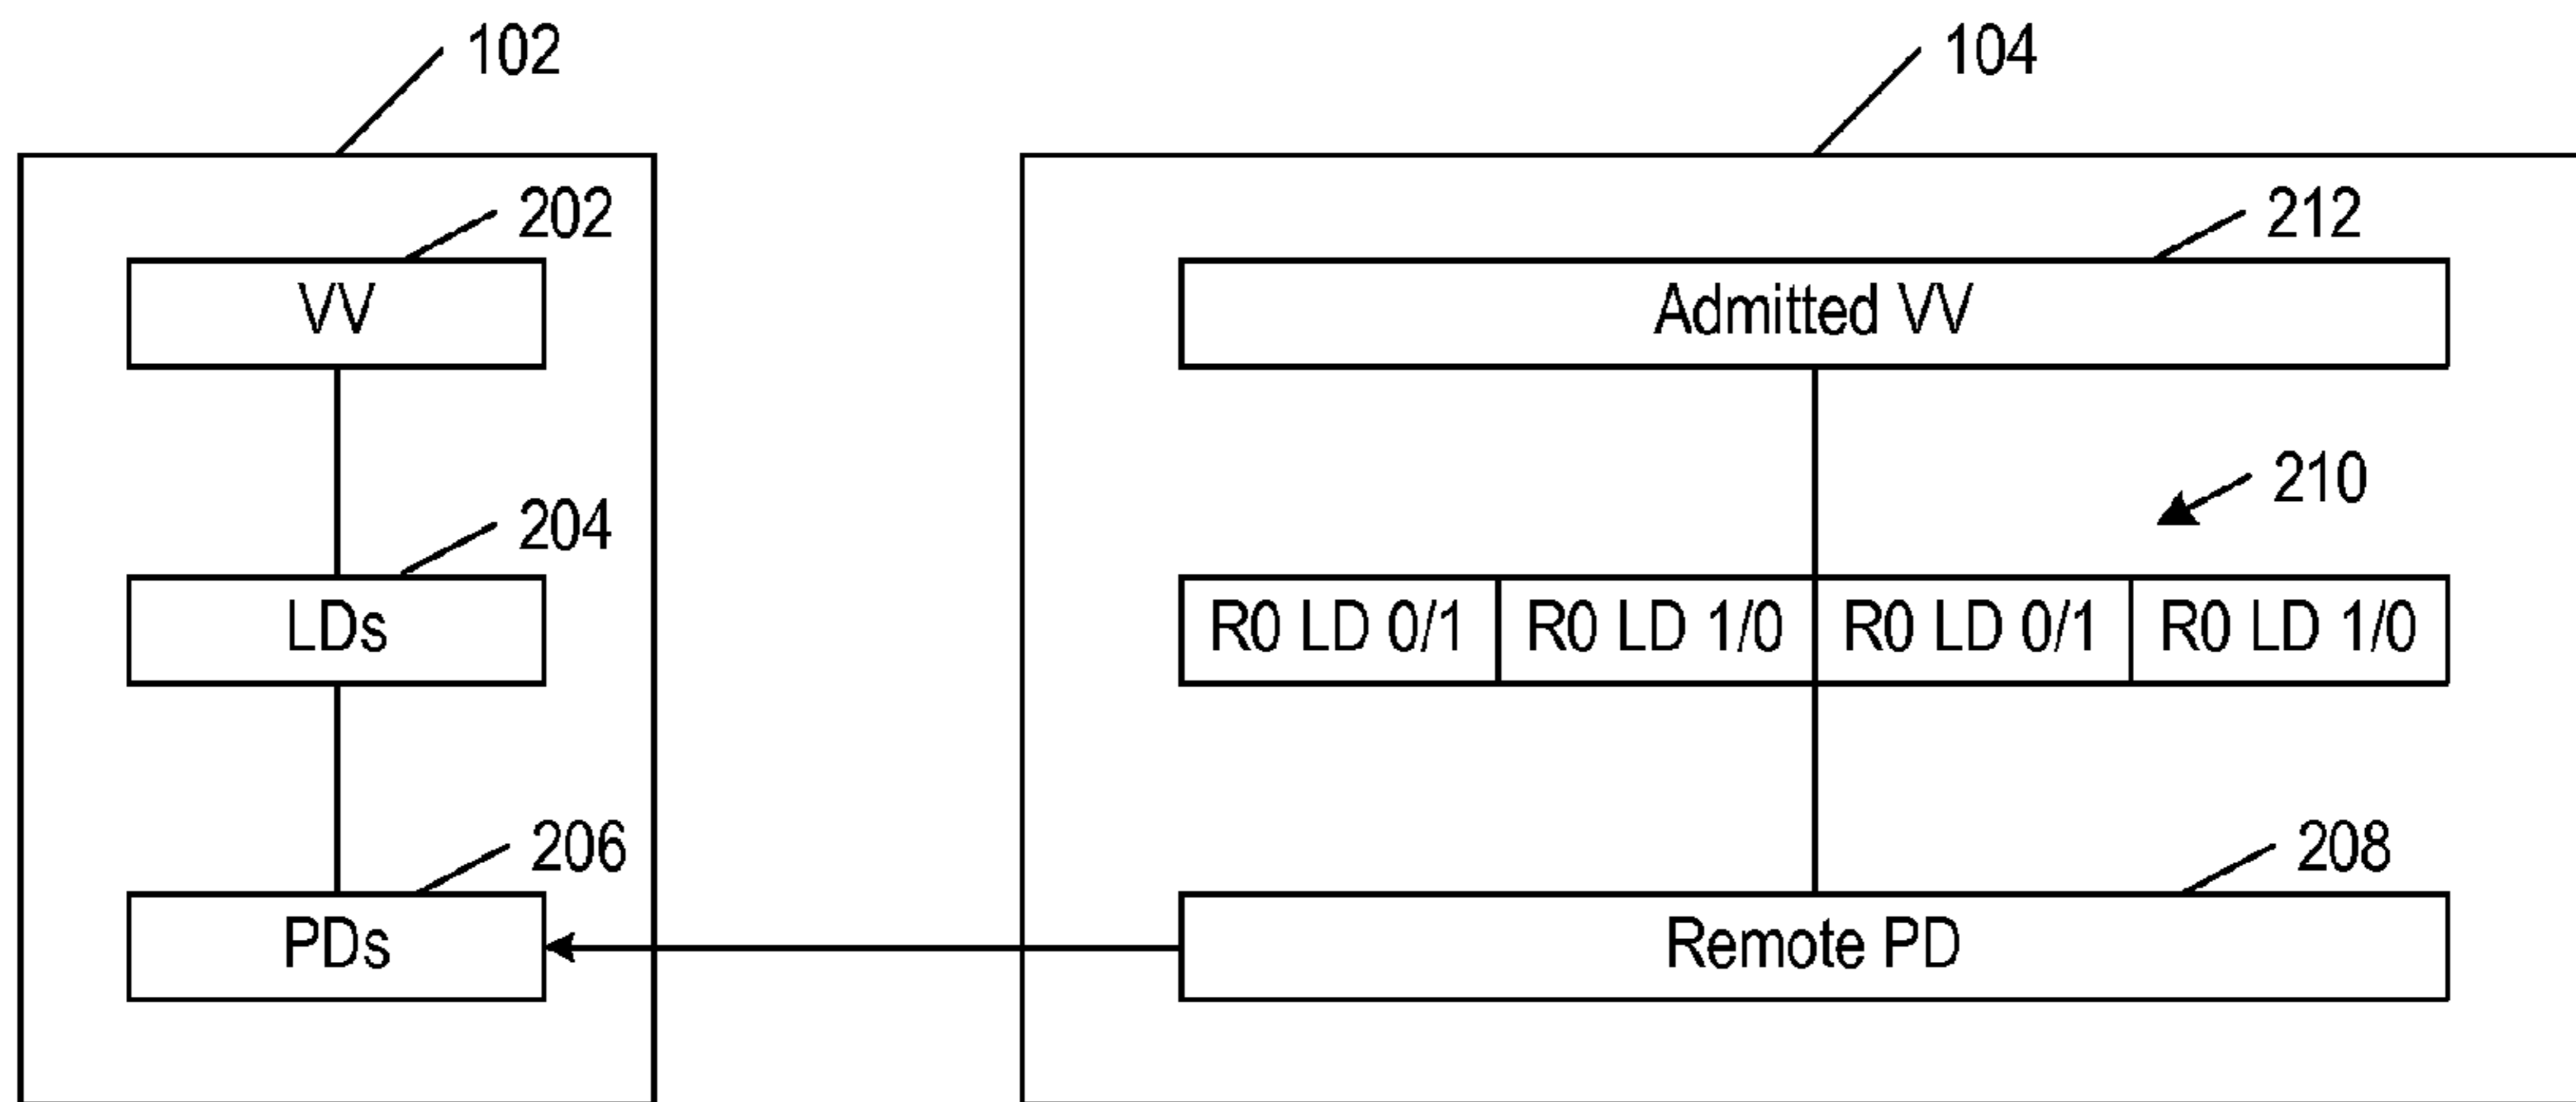 102
104
202
212
VV
Admitted VV
204
210
LDs
R0 LD 0/1 R0 LD 1/0 R0 LD 0/1 R0 LD 1/0
206
208
PDs
Remote PD